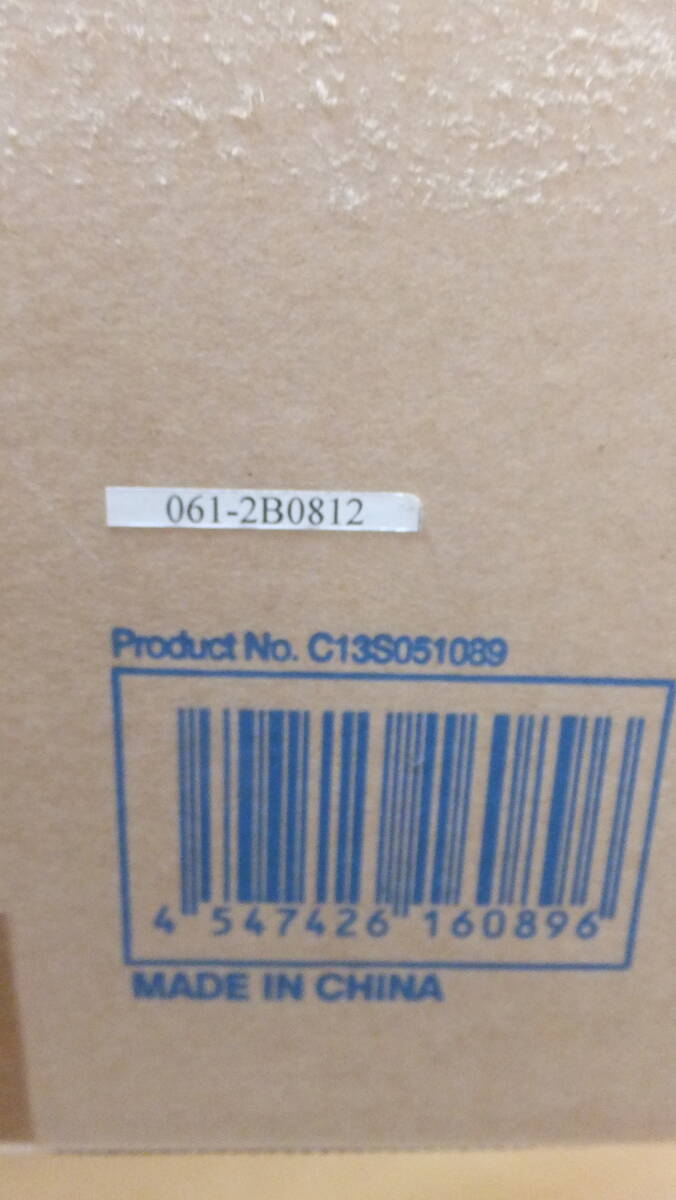 061-2B0812
Product No. C13S051089
4 547426 160896
MADE IN CHINA